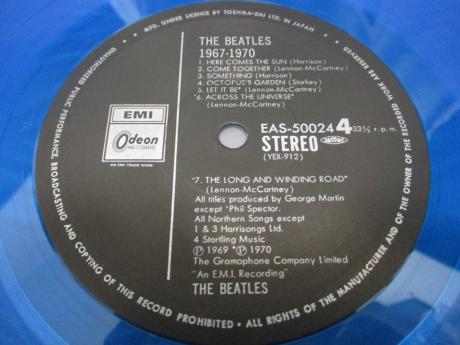 MFD. UNDER LICENCE BY TOSHIBA-EMI LTD. IN JAPAN
THE BEATLES
1967-1970
1. HERE COMES THE SUN (Harrison)
2. COME TOGETHER (Lennon-McCartney)
3. SOMETHING (Harrison)
4. OCTOPUS'S GARDEN (Starkey)
5. LET IT BE* (Lennon-McCartney)
*6. ACROSS THE UNIVERSE*
(Lennon-McCartney)
EMI
Odeon
RECORDS
AN EMI TRADE MARK
EAS-50024 4 33⅓ r.p.m.
STEREO
(YEX-912)
*7. THE LONG AND WINDING ROAD*
(Lennon-McCartney)
All titles produced by George Martin
except *Phil Spector.
All Northern Songs except
1 & 3 Harrisongs Ltd.
4 Startling Music
Ⓟ 1969 *Ⓟ 1970
The Gramophone Company Limited
"An E.M.I. Recording"
THE BEATLES
UNAUTHORIZED PUBLIC PERFORMANCE, BROADCASTING AND COPYING OF THIS RECORD PROHIBITED • ALL RIGHTS OF THE MANUFACTURER AND OF THE OWNER OF THE RECORDED WORK ARE RESERVED